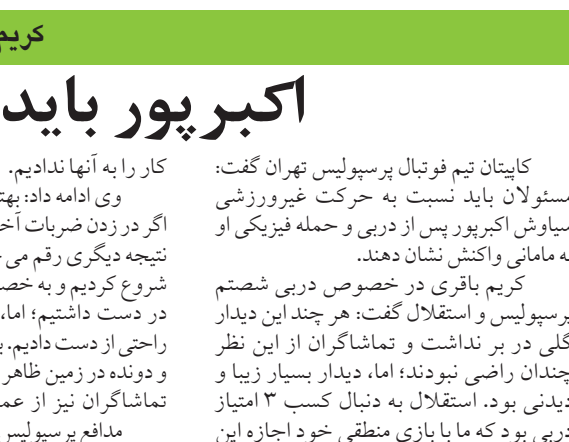 کریم
اکبرپور باید
کاپیتان تیم فوتبال پرسپولیس تهران گفت:
مسئولان باید نسبت به حرکت غیرورزشی
سیاوش اکبرپور پس از دربی و حمله فیزیکی او
به مامانی واکنش نشان دهند.
کریم باقری در خصوص دربی شصتم
پرسپولیس و استقلال گفت: هر چند این دیدار
گلی در بر نداشت و تماشاگران از این نظر
چندان راضی نبودند؛ اما، دیدار بسیار زیبا و
دیدنی بود. استقلال به دنبال کسب ۳ امتیاز
دربی بود که ما با بازی منطقی خود اجازه این
کار را به آنها ندادیم.
وی ادامه داد:
اگر در زدن ضربات
نتیجه دیگری رقم می
شروع کردیم و به
در دست داشتیم؛ اما،
راحتی از دست دادیم.
و دونده در زمین ظاهر
تماشاگران نیز از
مدافع پرسپولیس